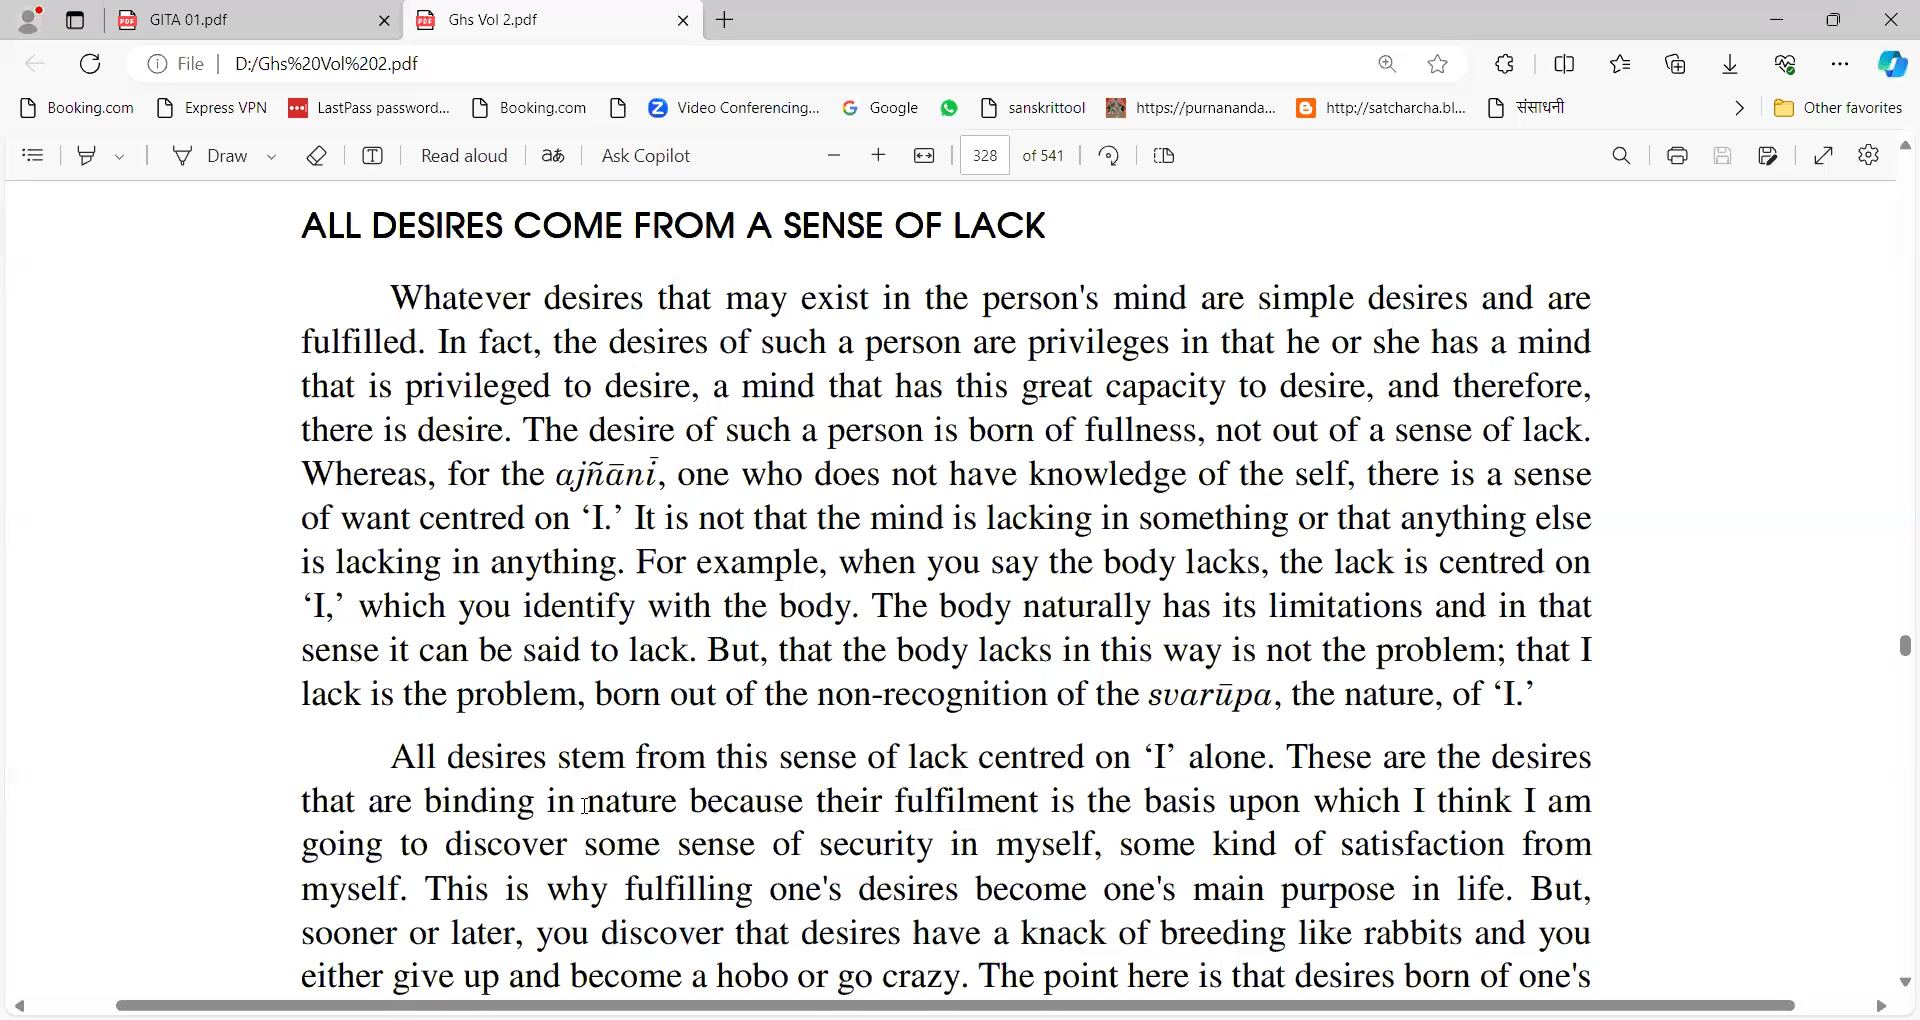 GITA 01.pdf
Ghs Vol 2.pdf
File D:/Ghs%20Vol%202.pdf
Booking.com Express VPN LastPass password... Booking.com Video Conferencing... Google sanskrittool https://purnananda... http://satcharcha.bl... संसाधनी Other favorites
Draw Read aloud aあ Ask Copilot 328 of 541
ALL DESIRES COME FROM A SENSE OF LACK
Whatever desires that may exist in the person's mind are simple desires and are
fulfilled. In fact, the desires of such a person are privileges in that he or she has a mind
that is privileged to desire, a mind that has this great capacity to desire, and therefore,
there is desire. The desire of such a person is born of fullness, not out of a sense of lack.
Whereas, for the ajñānī, one who does not have knowledge of the self, there is a sense
of want centred on ‘I.’ It is not that the mind is lacking in something or that anything else
is lacking in anything. For example, when you say the body lacks, the lack is centred on
‘I,’ which you identify with the body. The body naturally has its limitations and in that
sense it can be said to lack. But, that the body lacks in this way is not the problem; that I
lack is the problem, born out of the non-recognition of the svarūpa, the nature, of ‘I.’
All desires stem from this sense of lack centred on ‘I’ alone. These are the desires
that are binding in nature because their fulfilment is the basis upon which I think I am
going to discover some sense of security in myself, some kind of satisfaction from
myself. This is why fulfilling one's desires become one's main purpose in life. But,
sooner or later, you discover that desires have a knack of breeding like rabbits and you
either give up and become a hobo or go crazy. The point here is that desires born of one's